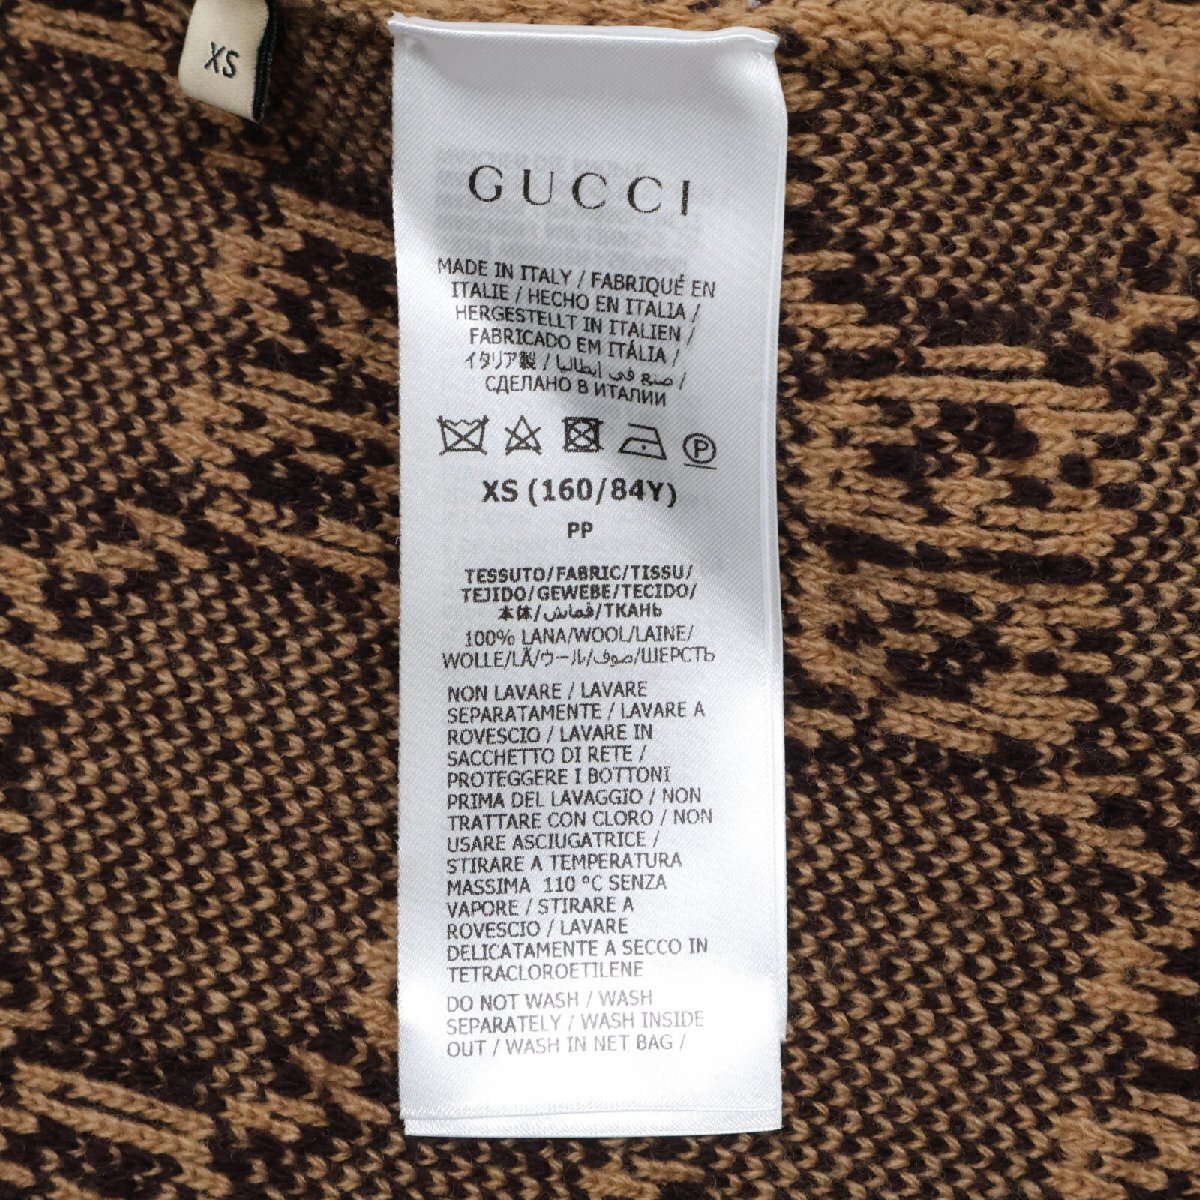 XS
GUCCI
MADE IN ITALY / FABRIQUÉ EN
ITALIE / HECHO EN ITALIA /
HERGESTELLT IN ITALIEN /
FABRICADO EM ITÁLIA /
イタリア製 / صنع في ايطاليا /
СДЕЛАНО В ИТАЛИИ
P
XS (160/84Y)
PP
TESSUTO/FABRIC/TISSU/
TEJIDO/GEWEBE/TECIDO/
本体/قماش/ТКАНЬ
100% LANA/WOOL/LAINE/
WOLLE/LÃ/ウール/صوف/ШЕРСТЬ
NON LAVARE / LAVARE
SEPARATAMENTE / LAVARE A
ROVESCIO / LAVARE IN
SACCHETTO DI RETE /
PROTEGGERE I BOTTONI
PRIMA DEL LAVAGGIO / NON
TRATTARE CON CLORO / NON
USARE ASCIUGATRICE /
STIRARE A TEMPERATURA
MASSIMA 110 °C SENZA
VAPORE / STIRARE A
ROVESCIO / LAVARE
DELICATAMENTE A SECCO IN
TETRACLOROETILENE
DO NOT WASH / WASH
SEPARATELY / WASH INSIDE
OUT / WASH IN NET BAG /